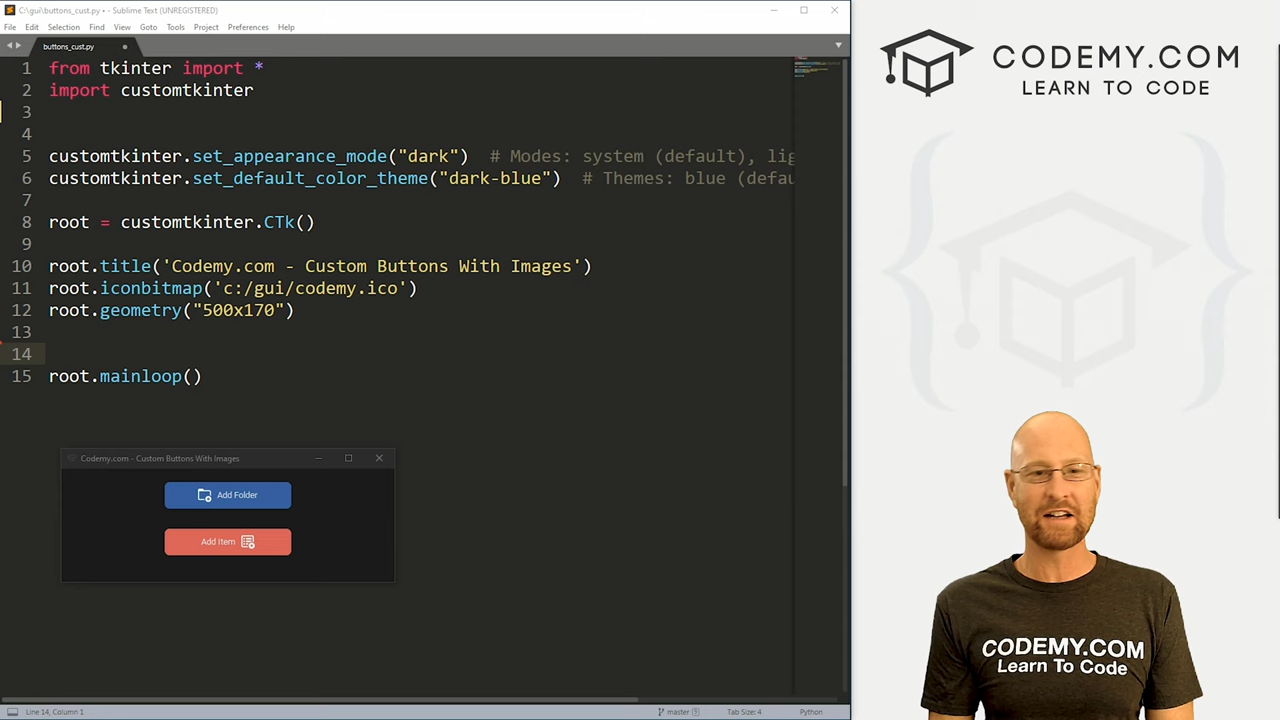 C:\gui\buttons_cust.py • - Sublime Text (UNREGISTERED)
File Edit Selection Find View Goto Tools Project Preferences Help
buttons_cust.py
1 from tkinter import *
2 import customtkinter
3
4
5 customtkinter.set_appearance_mode("dark")  # Modes: system (default), lig
6 customtkinter.set_default_color_theme("dark-blue")  # Themes: blue (defau
7
8 root = customtkinter.CTk()
9
10 root.title('Codemy.com - Custom Buttons With Images')
11 root.iconbitmap('c:/gui/codemy.ico')
12 root.geometry("500x170")
13
14
15 root.mainloop()
Codemy.com - Custom Buttons With Images
Add Folder
Add Item
Line 14, Column 1
master
Tab Size: 4
Python
CODEMY.COM
LEARN TO CODE
CODEMY.COM
Learn To Code